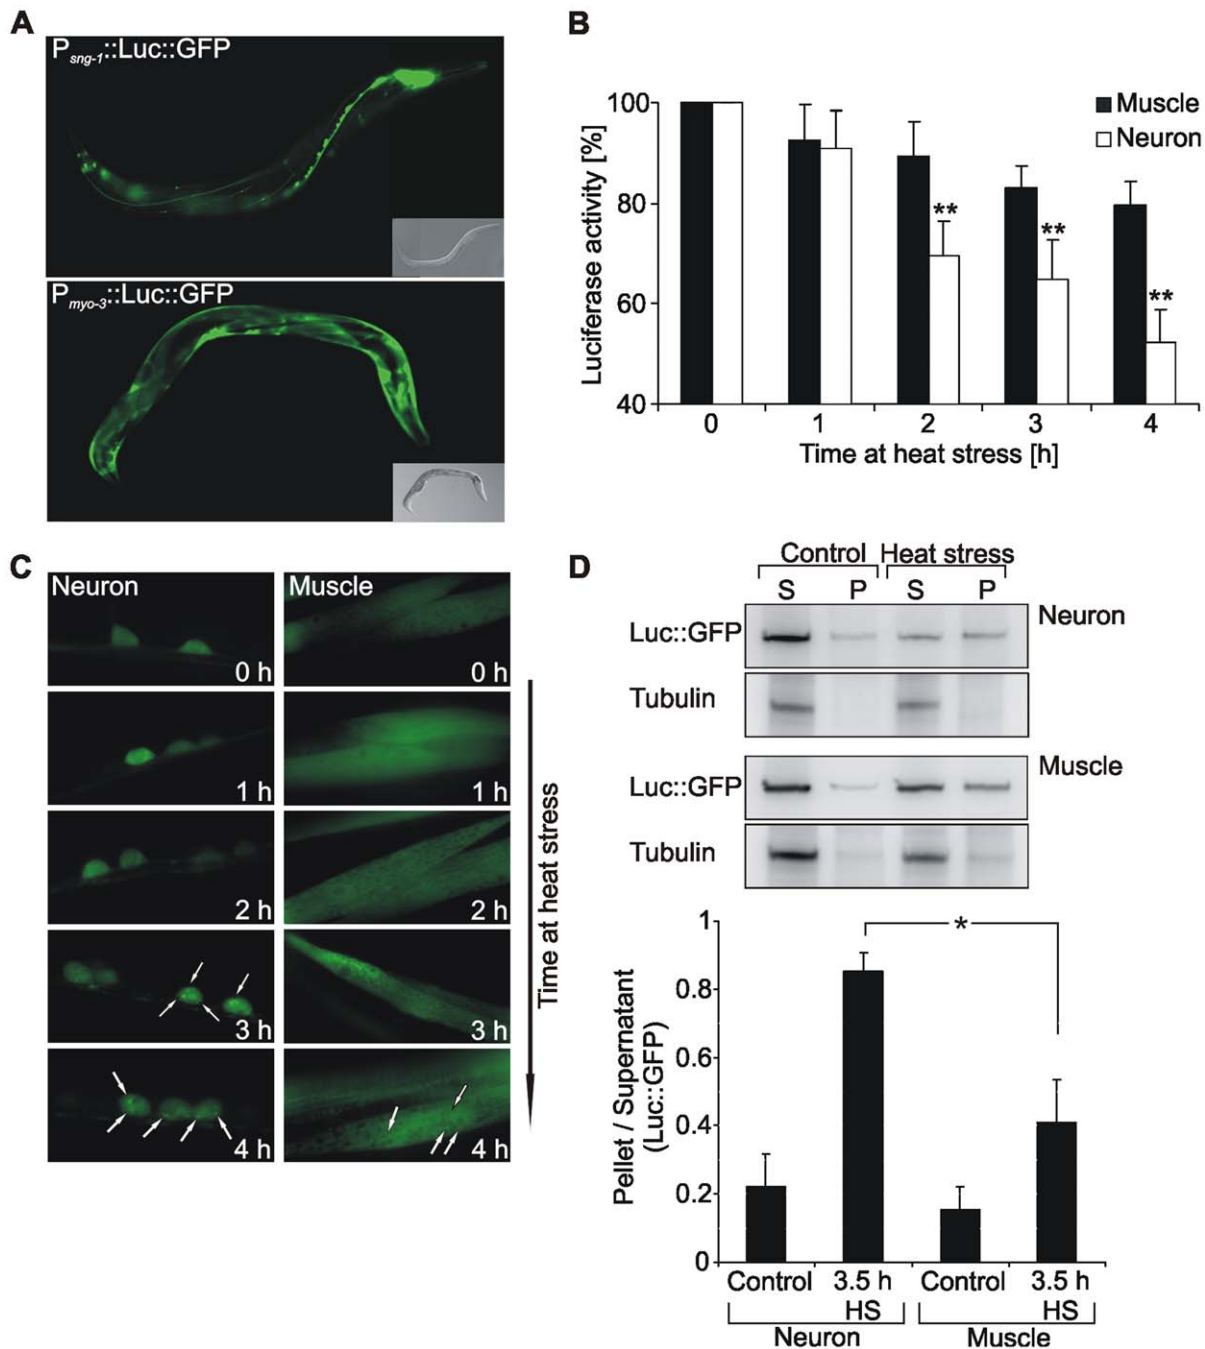 A
P sng-1::Luc::GFP
P myo-3::Luc::GFP
B
100
80
60
40
Luciferase activity [%]
Muscle
Neuron
**
**
**
0 1 2 3 4
Time at heat stress [h]
C
Neuron
0 h
1 h
2 h
3 h
4 h
Muscle
0 h
1 h
2 h
3 h
4 h
Time at heat stress
D
Control Heat stress
S P S P
Luc::GFP
Neuron
Tubulin
Luc::GFP
Muscle
Tubulin
1
0.8
0.6
0.4
0.2
0
Pellet / Supernatant
(Luc::GFP)
*
Control 3.5 h Control 3.5 h
HS HS
Neuron Muscle